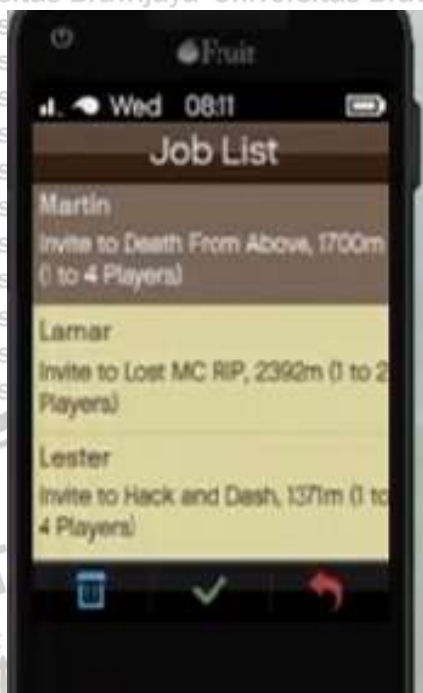 Fruit
Wed 08:11
Job List
Martin
Invite to Death From Above, 1700m
(1 to 4 Players)
Lamar
Invite to Lost MC RIP, 2392m (1 to 2
Players)
Lester
Invite to Hack and Dash, 1371m (1 to
4 Players)